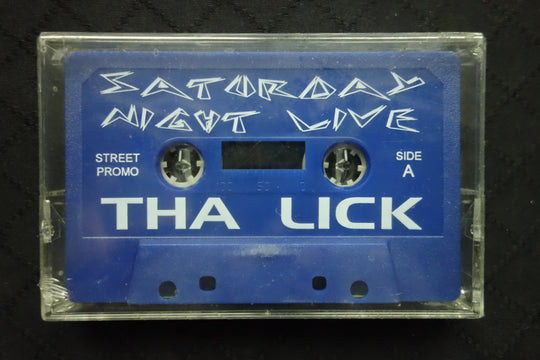 SATURDAY
NIGHT LIVE
STREET
PROMO
SIDE
A
THA LICK